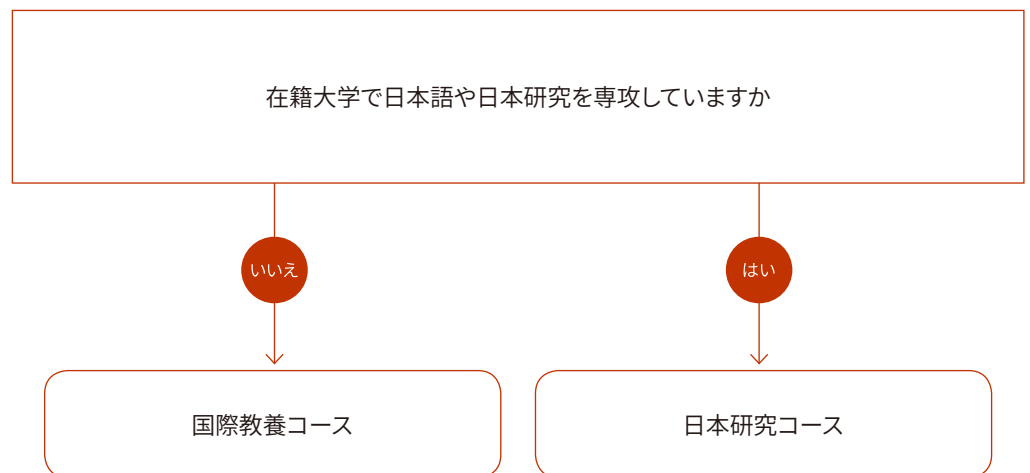 在籍大学で日本語や日本研究を専攻していますか
いいえ
はい
国際教養コース
日本研究コース